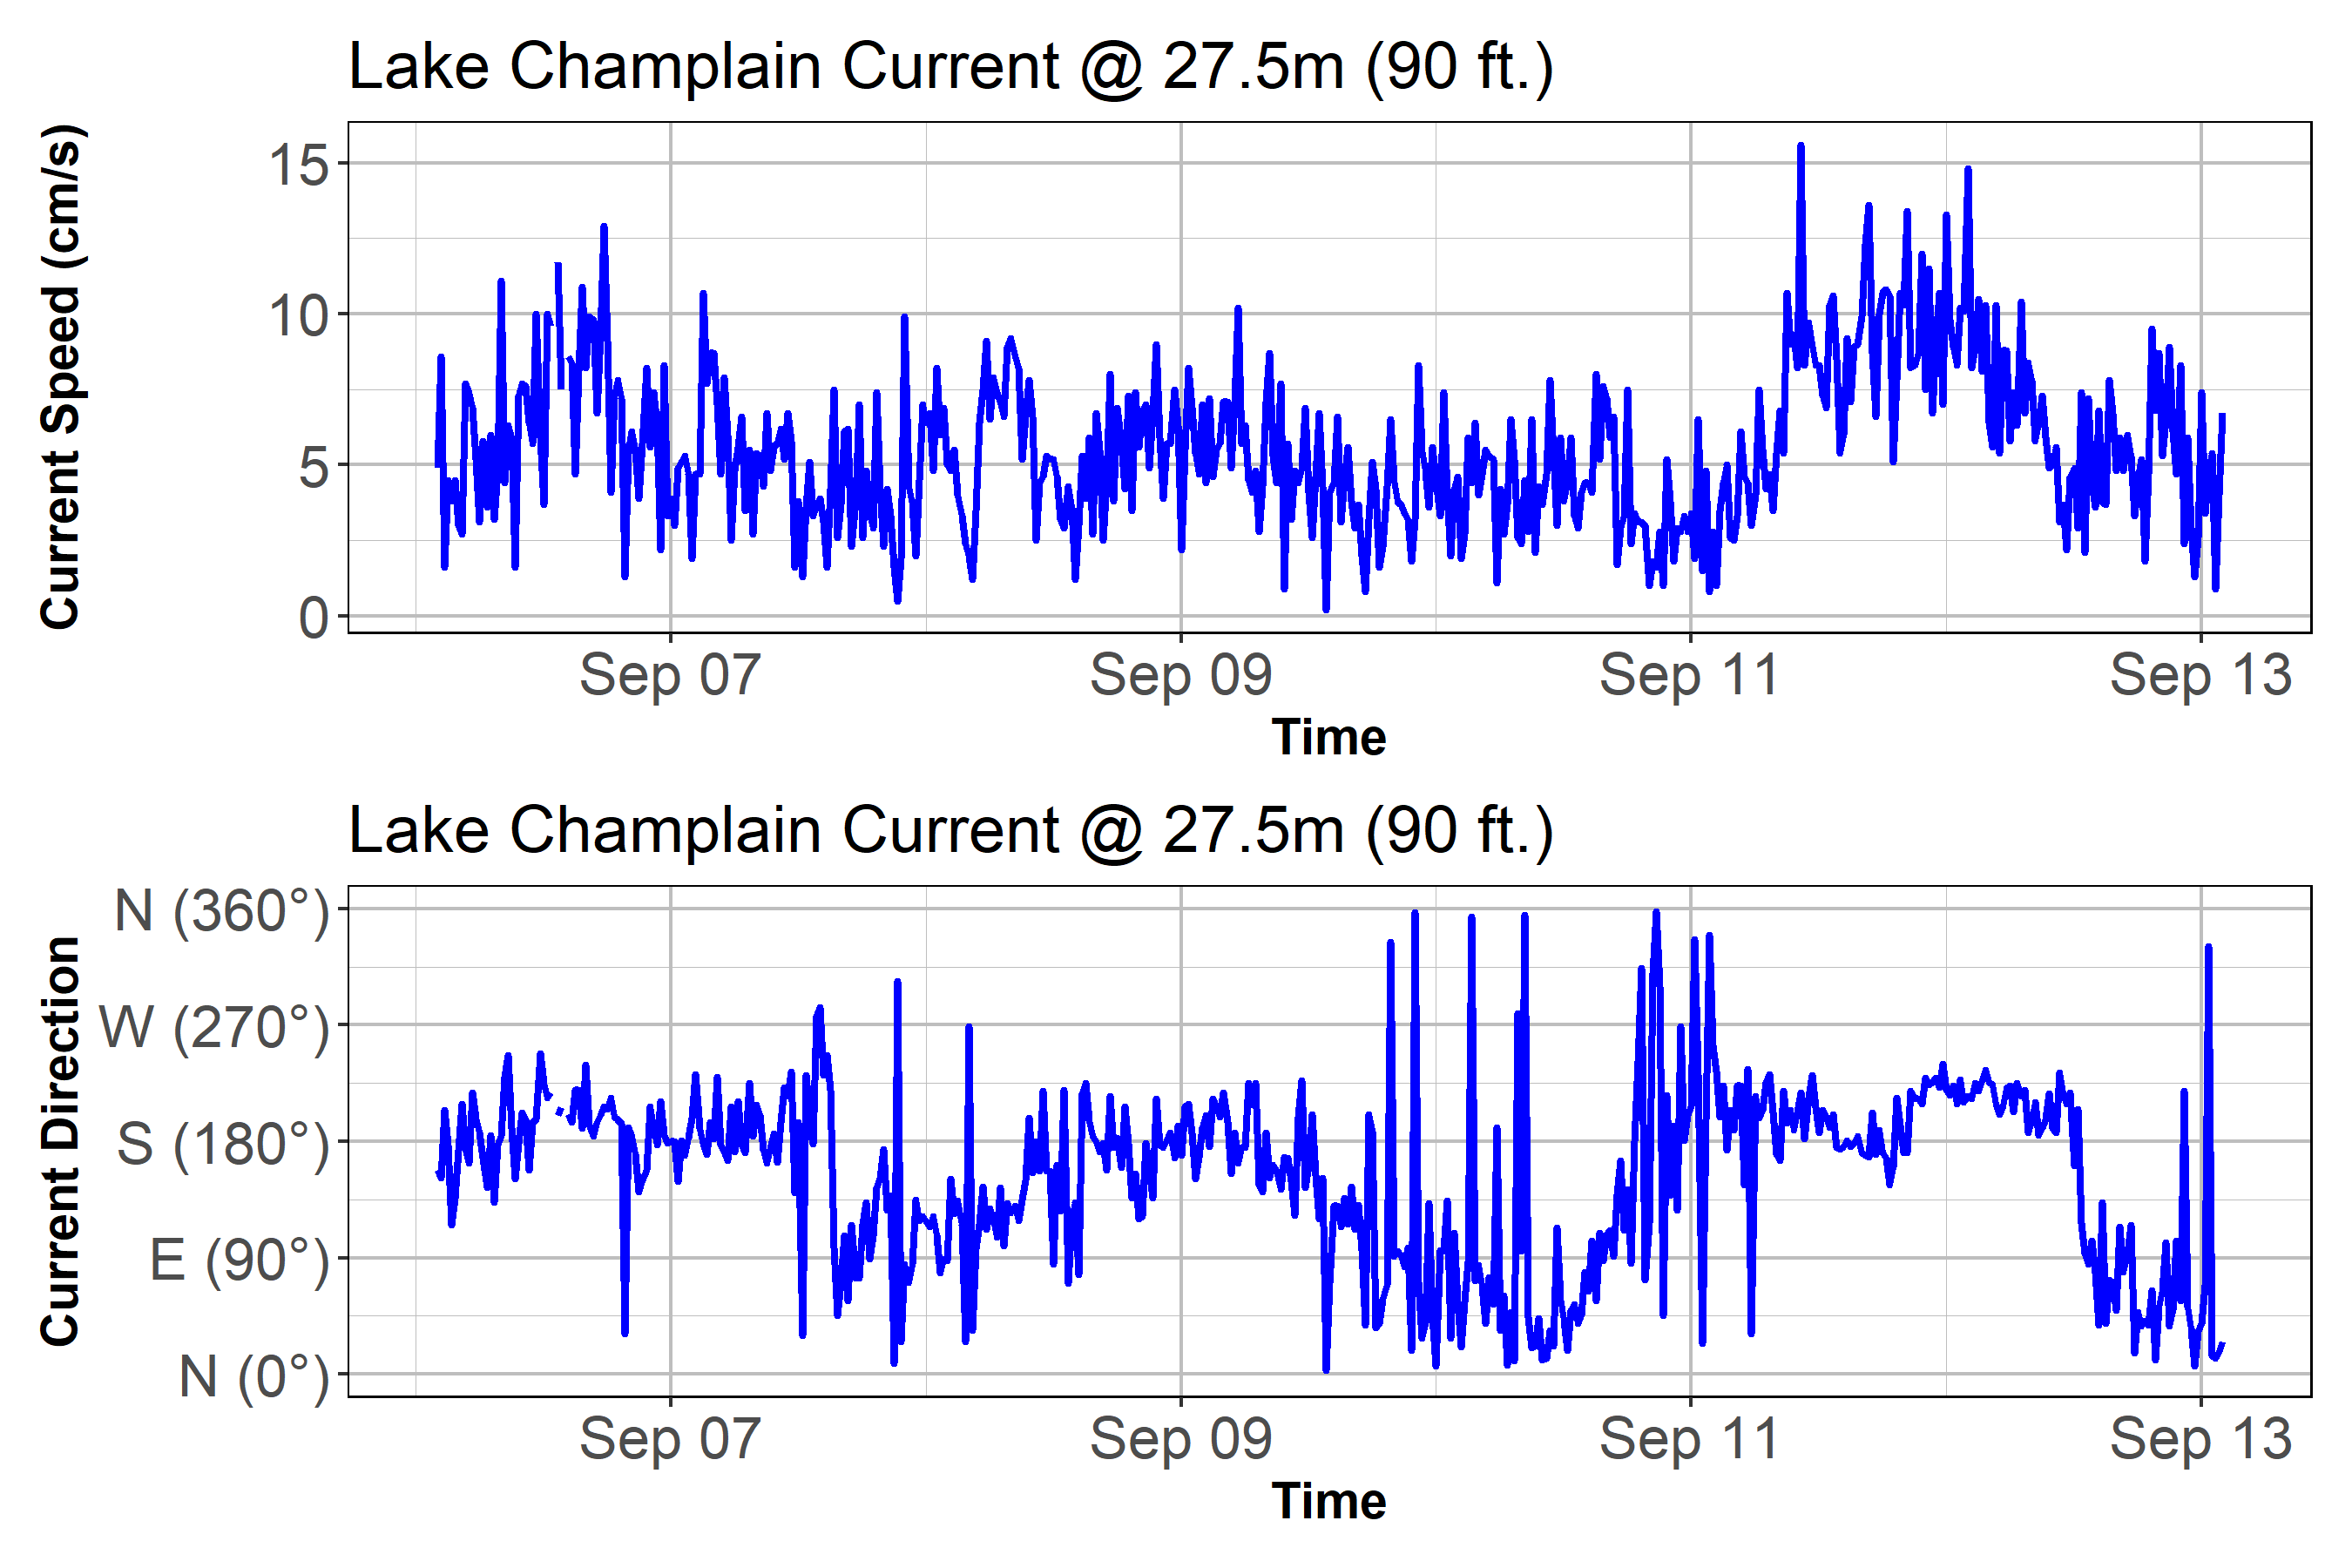 Lake Champlain Current @ 27.5m (90 ft.)
Current Speed (cm/s)
15
10
5
0
Sep 07 Sep 09 Sep 11 Sep 13
Time
Lake Champlain Current @ 27.5m (90 ft.)
Current Direction
N (360°)
W (270°)
S (180°)
E (90°)
N (0°)
Sep 07 Sep 09 Sep 11 Sep 13
Time